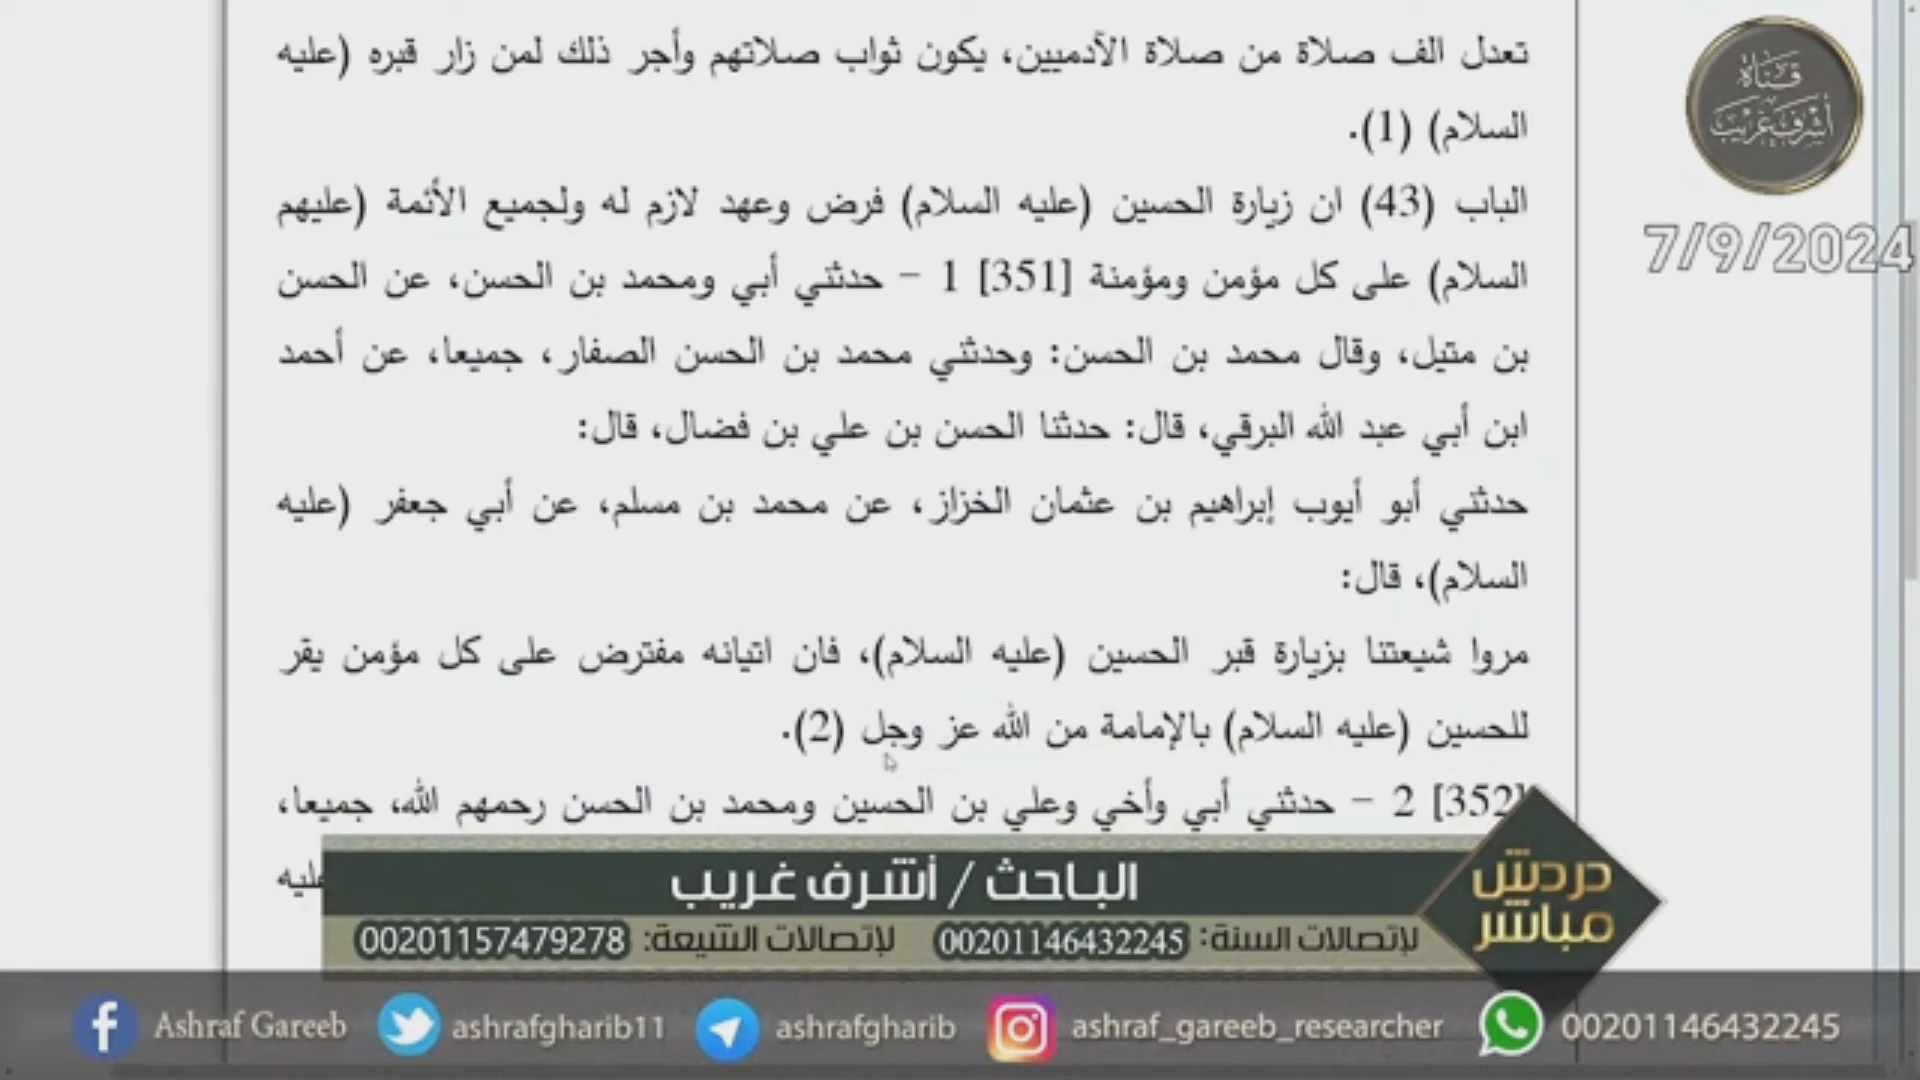 تعدل الف صلاة من صلاة الآدميين، يكون ثواب صلاتهم وأجر ذلك لمن زار قبره (عليه
السلام) (1).
الباب (43) ان زيارة الحسين (عليه السلام) فرض وعهد لازم له ولجميع الأئمة (عليهم
السلام) على كل مؤمن ومؤمنة [351] 1 - حدثني أبي ومحمد بن الحسن، عن الحسن
بن متيل، وقال محمد بن الحسن: وحدثني محمد بن الحسن الصفار، جميعا، عن أحمد
ابن أبي عبد الله البرقي، قال: حدثنا الحسن بن علي بن فضال، قال:
حدثني أبو أيوب إبراهيم بن عثمان الخزاز، عن محمد بن مسلم، عن أبي جعفر (عليه
السلام)، قال:
مروا شيعتنا بزيارة قبر الحسين (عليه السلام)، فان اتيانه مفترض على كل مؤمن يقر
للحسين (عليه السلام) بالإمامة من الله عز وجل (2).
[352] 2 - حدثني أبي وأخي وعلي بن الحسين ومحمد بن الحسن رحمهم الله، جميعا،
قناة
أشرف غريب
7/9/2024
دردش
مباشر
الباحث / أشرف غريب
لإتصالات السنة: 00201146432245 لإتصالات الشيعة: 00201157479278
Ashraf Gareeb ashrafgharib11 ashrafgharib ashraf_gareeb_researcher 00201146432245